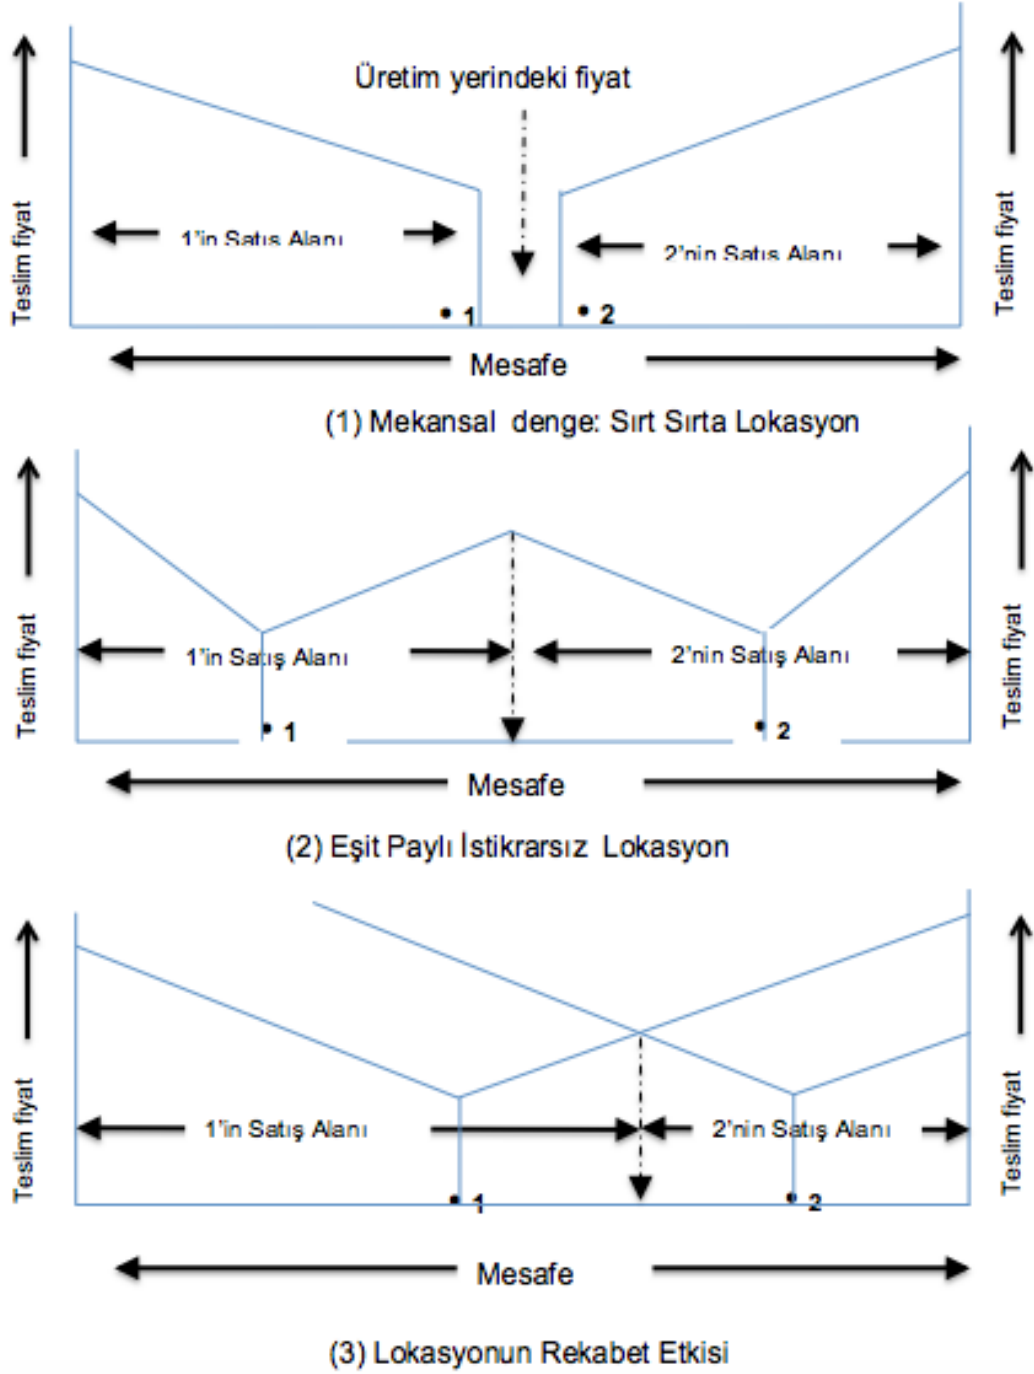 Üretim yerindeki fiyat
Teslim fiyat
1'in Satış Alanı
2'nin Satış Alanı
Teslim fiyat
1
2
Mesafe
(1) Mekansal denge: Sırt Sırta Lokasyon
Teslim fiyat
1'in Satış Alanı
2'nin Satış Alanı
Teslim fiyat
1
2
Mesafe
(2) Eşit Paylı İstikrarsız Lokasyon
Teslim fiyat
1'in Satış Alanı
2'nin Satış Alanı
Teslim fiyat
1
2
Mesafe
(3) Lokasyonun Rekabet Etkisi